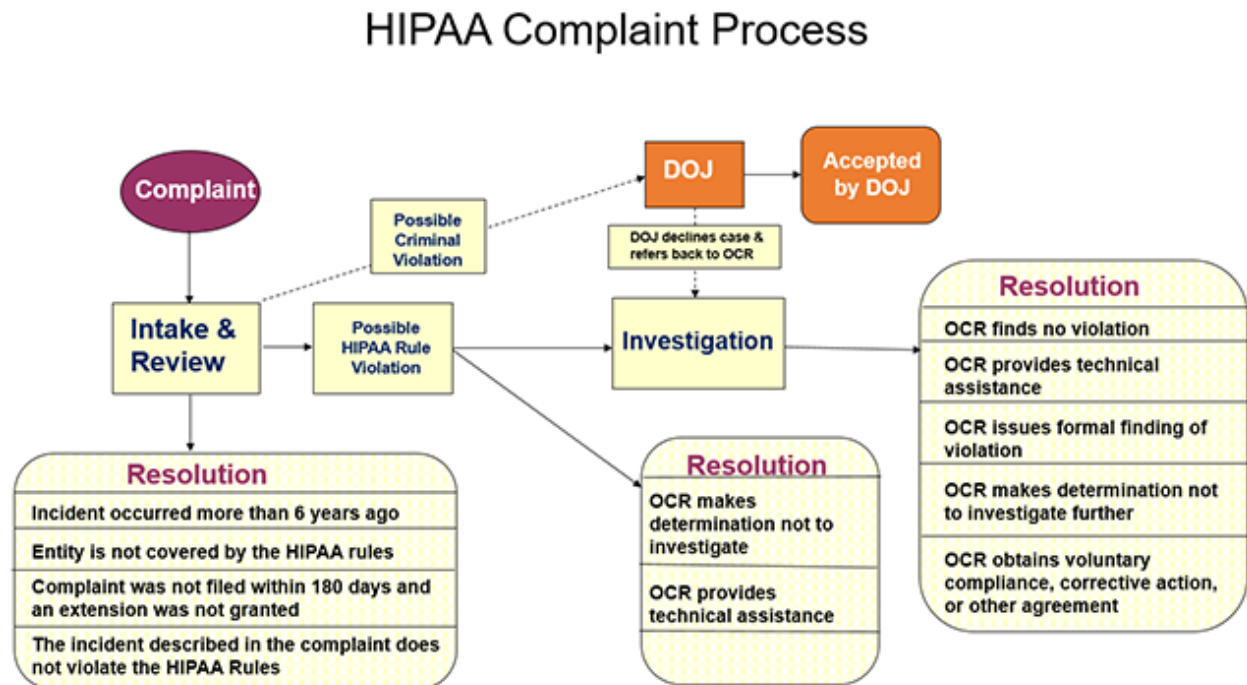 HIPAA Complaint Process
Complaint
DOJ
Accepted
by DOJ
Possible
Criminal
Violation
DOJ declines case &
refers back to OCR
Intake &
Review
Possible
HIPAA Rule
Violation
Investigation
Resolution
OCR finds no violation
OCR provides technical
assistance
OCR issues formal finding of
violation
OCR makes determination not
to investigate further
OCR obtains voluntary
compliance, corrective action,
or other agreement
Resolution
Incident occurred more than 6 years ago
Entity is not covered by the HIPAA rules
Complaint was not filed within 180 days and
an extension was not granted
The incident described in the complaint does
not violate the HIPAA Rules
Resolution
OCR makes
determination not to
investigate
OCR provides
technical assistance